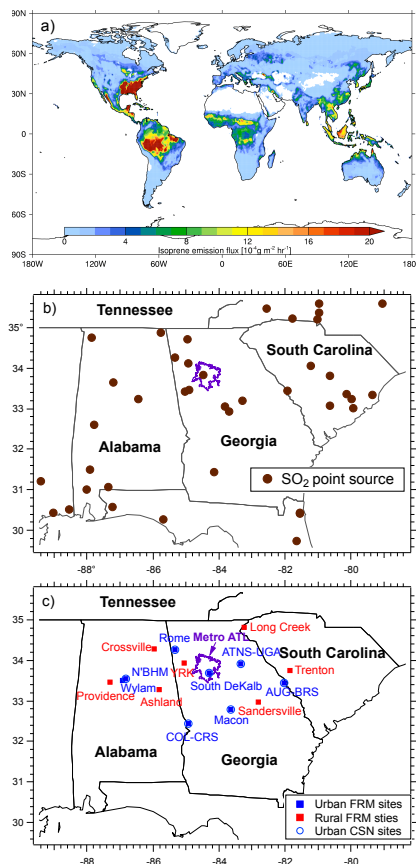 90N
a)
60N
30N
0
30S
60S
0 4 8 12 16 20
Isoprene emission flux [10⁻⁴g m⁻² hr⁻¹]
90S
180W 120W 60W 0 60E 120E 180
b)
Tennessee
35°
South Carolina
34
33
32
Alabama
Georgia
31
SO₂ point source
30
-88° -86 -84 -82 -80
c)
Tennessee
35
Long Creek
Rome
Metro ATL
Crossville
ATNS-UGA
South Carolina
34
YRK
Trenton
N'BHM
South DeKalb
Providence
Wylam
AUG-BRS
Ashland
33
Macon
Sandersville
COL-CRS
32
Alabama
Georgia
31
Urban FRM sites
Rural FRM sties
30
Urban CSN sites
-88° -86 -84 -82 -80